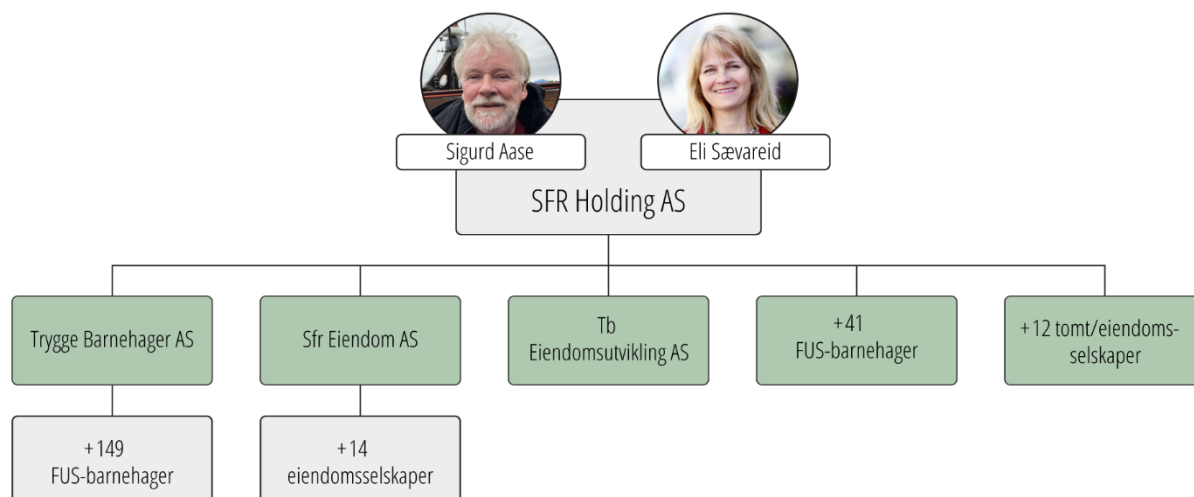 Sigurd Aase
Eli Sævareid
SFR Holding AS
Trygge Barnehager AS
Sfr Eiendom AS
Tb
Eiendomsutvikling AS
+41
FUS-barnehager
+12 tomt/eiendoms-
selskaper
+149
FUS-barnehager
+14
eiendomsselskaper